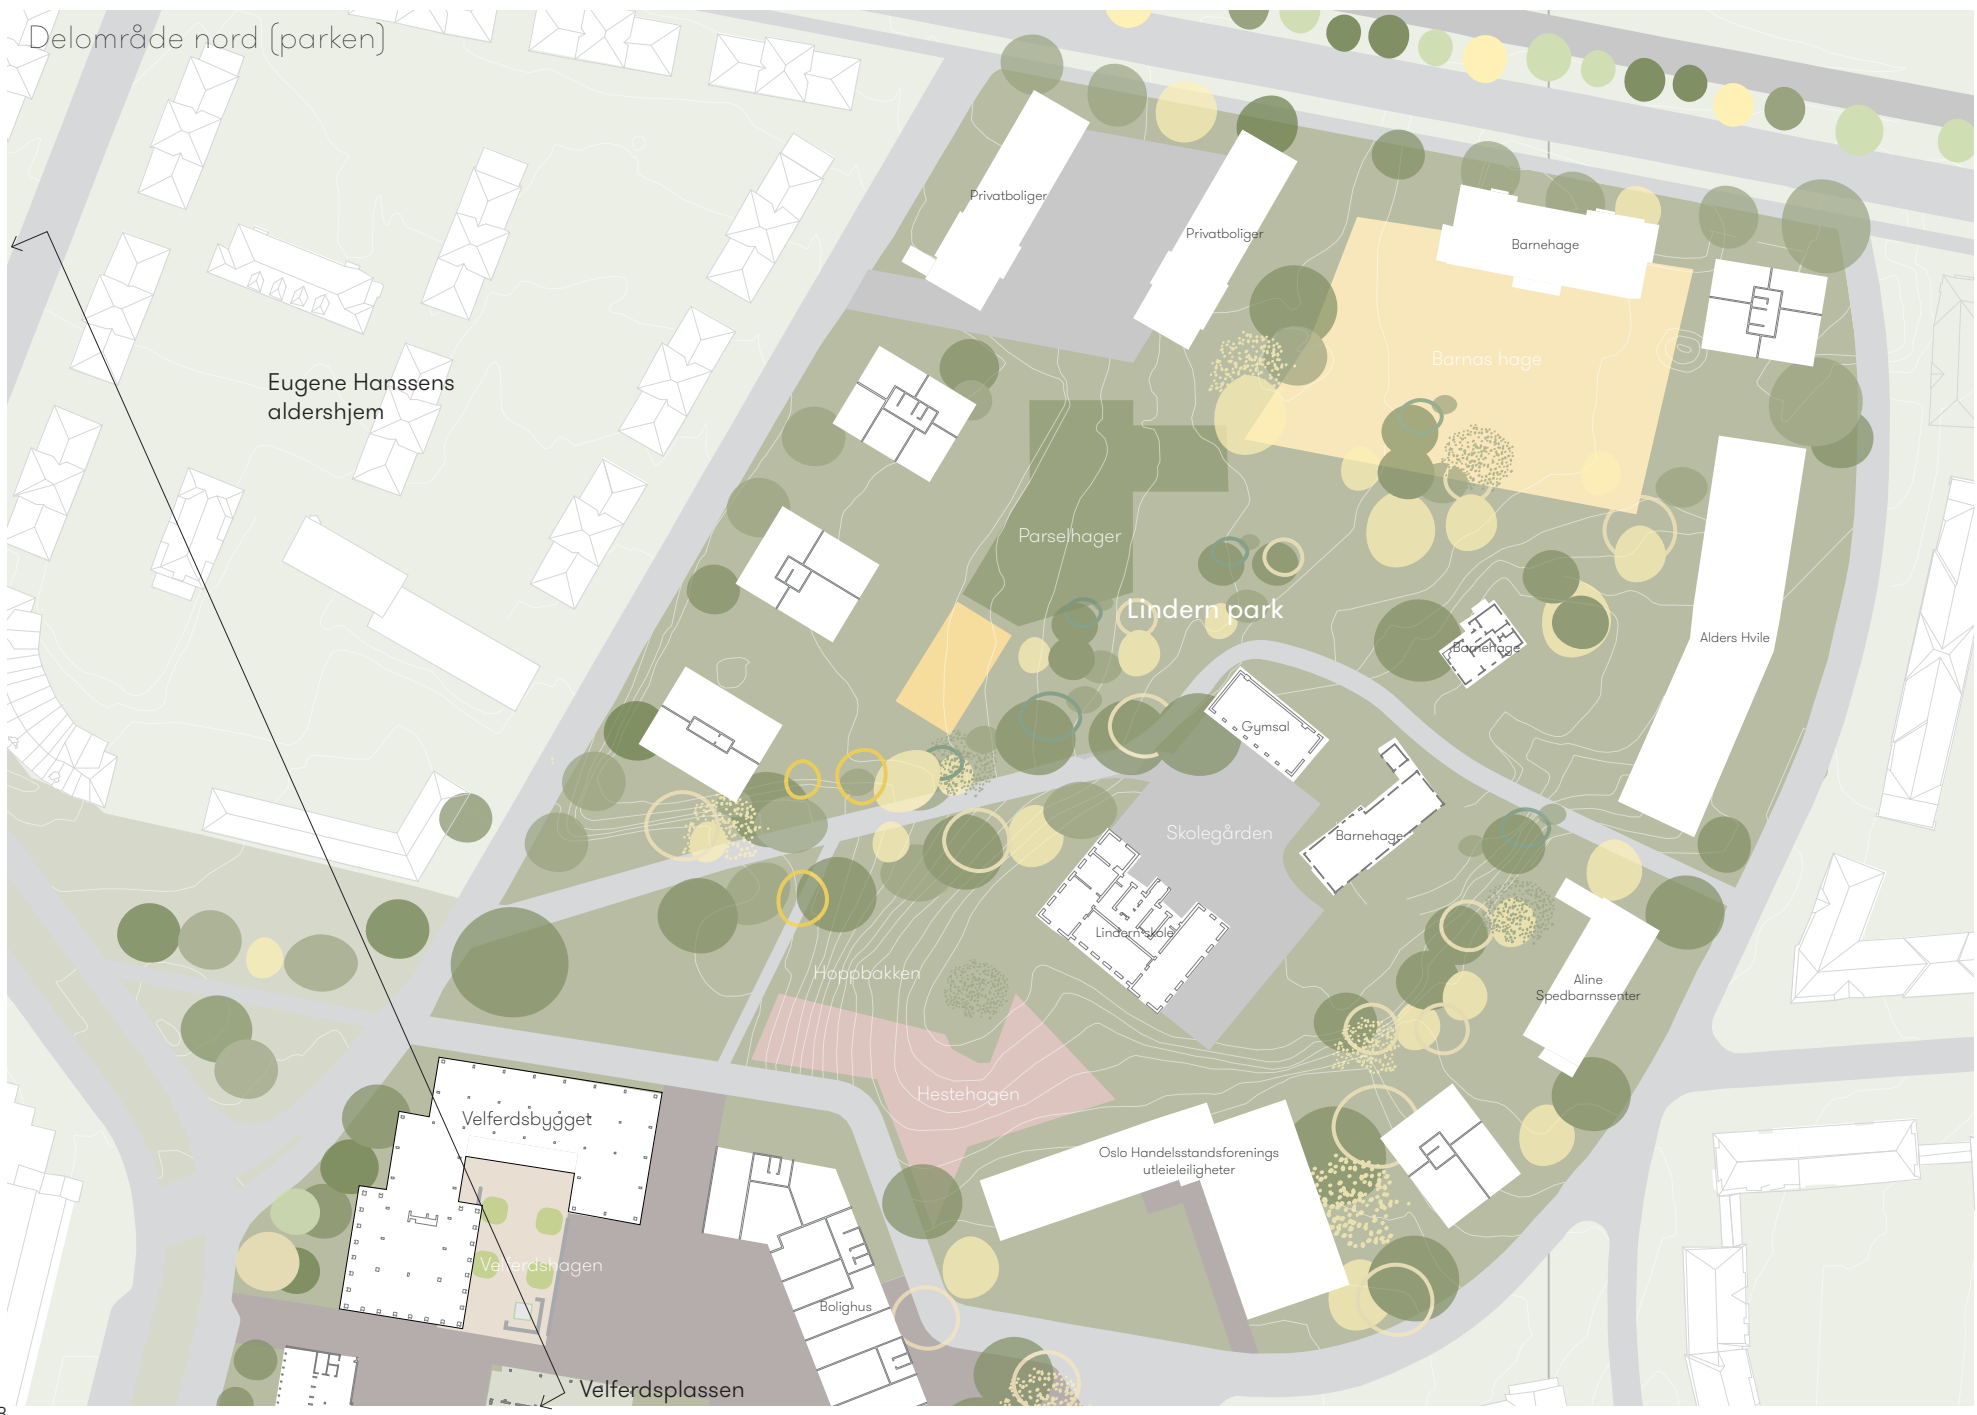 Delområde nord (parken)
Privatboliger
Privatboliger
Barnehage
Barnas hage
Eugene Hanssens
aldershjem
Parselhager
Lindern park
Barnehage
Alders Hvile
Gymsal
Skolegården
Barnehage
Lindern skole
Hoppbakken
Aline
Spedbarnssenter
Hestehagen
Velferdsbygget
Oslo Handelsstandsforenings
utleieleiligheter
Velferdshagen
Bolighus
Velferdsplassen